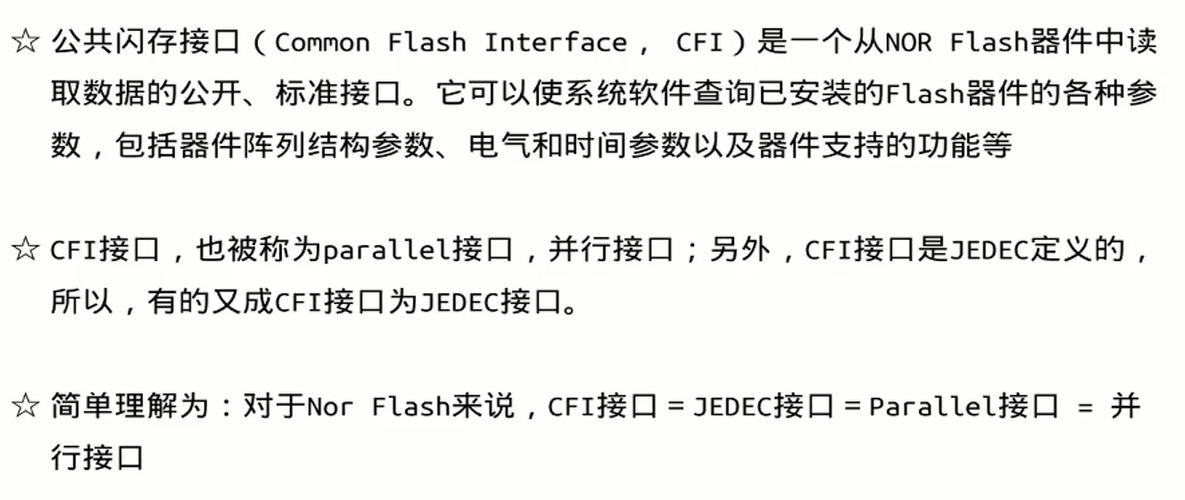 ☆ 公共闪存接口（Common Flash Interface， CFI）是一个从NOR Flash器件中读
取数据的公开、标准接口。它可以使系统软件查询已安装的Flash器件的各种参
数，包括器件阵列结构参数、电气和时间参数以及器件支持的功能等
☆ CFI接口，也被称为parallel接口，并行接口；另外，CFI接口是JEDEC定义的，
所以，有的又成CFI接口为JEDEC接口。
☆ 简单理解为：对于Nor Flash来说，CFI接口＝JEDEC接口＝Parallel接口 = 并
行接口